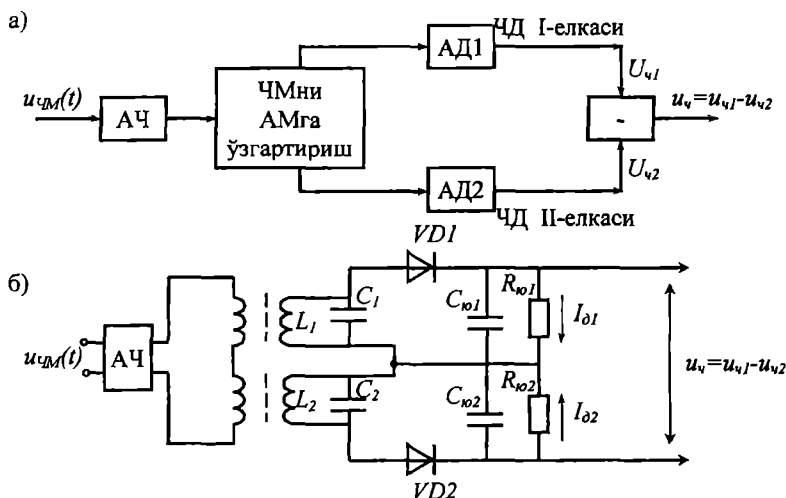 а)
ЧД I-елкаси
АД1
U_ч1
u_ЧМ(t)
АЧ
ЧМни
АМга
ўзгартириш
-
u_ч=u_ч1-u_ч2
U_ч2
АД2
ЧД II-елкаси
б)
VD1
C_1
L_1
C_ю1
R_ю1
I_д1
u_ЧМ(t)
АЧ
u_ч=u_ч1-u_ч2
L_2
C_2
C_ю2
R_ю2
I_д2
VD2